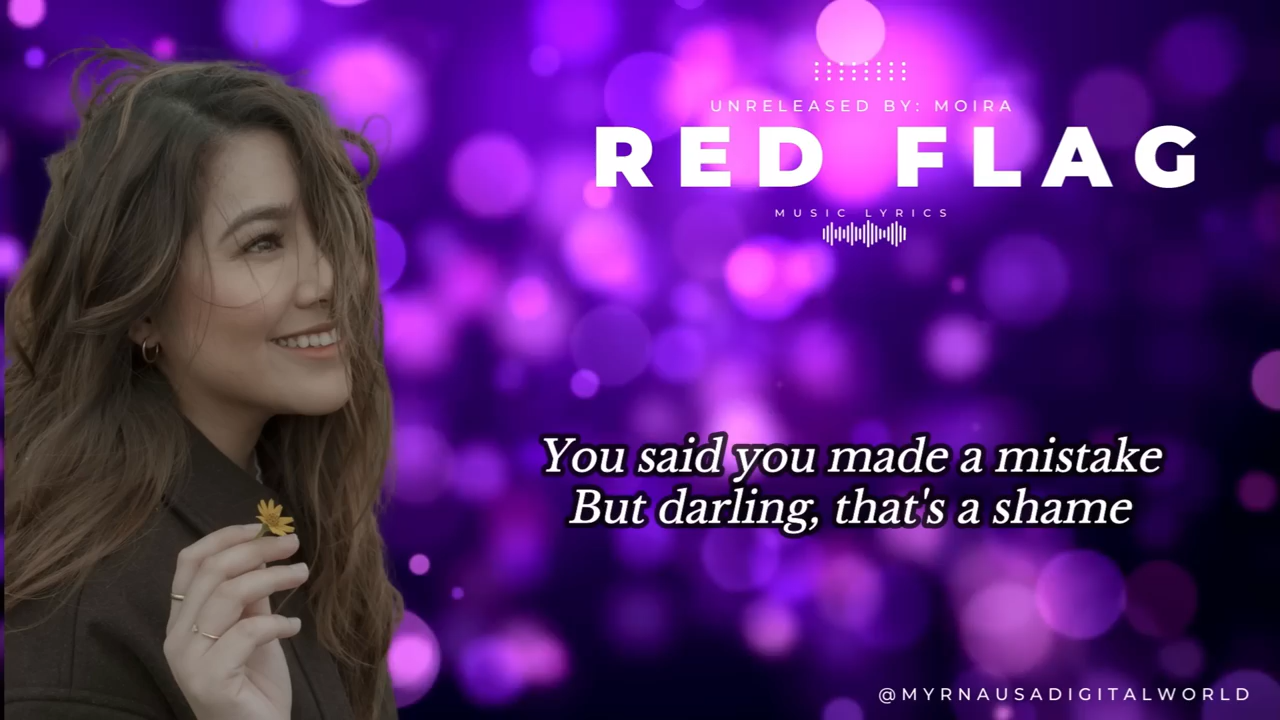 UNRELEASED BY: MOIRA
RED FLAG
MUSIC LYRICS
You said you made a mistake
But darling, that's a shame
@MYRNAUSADIGITALWORLD